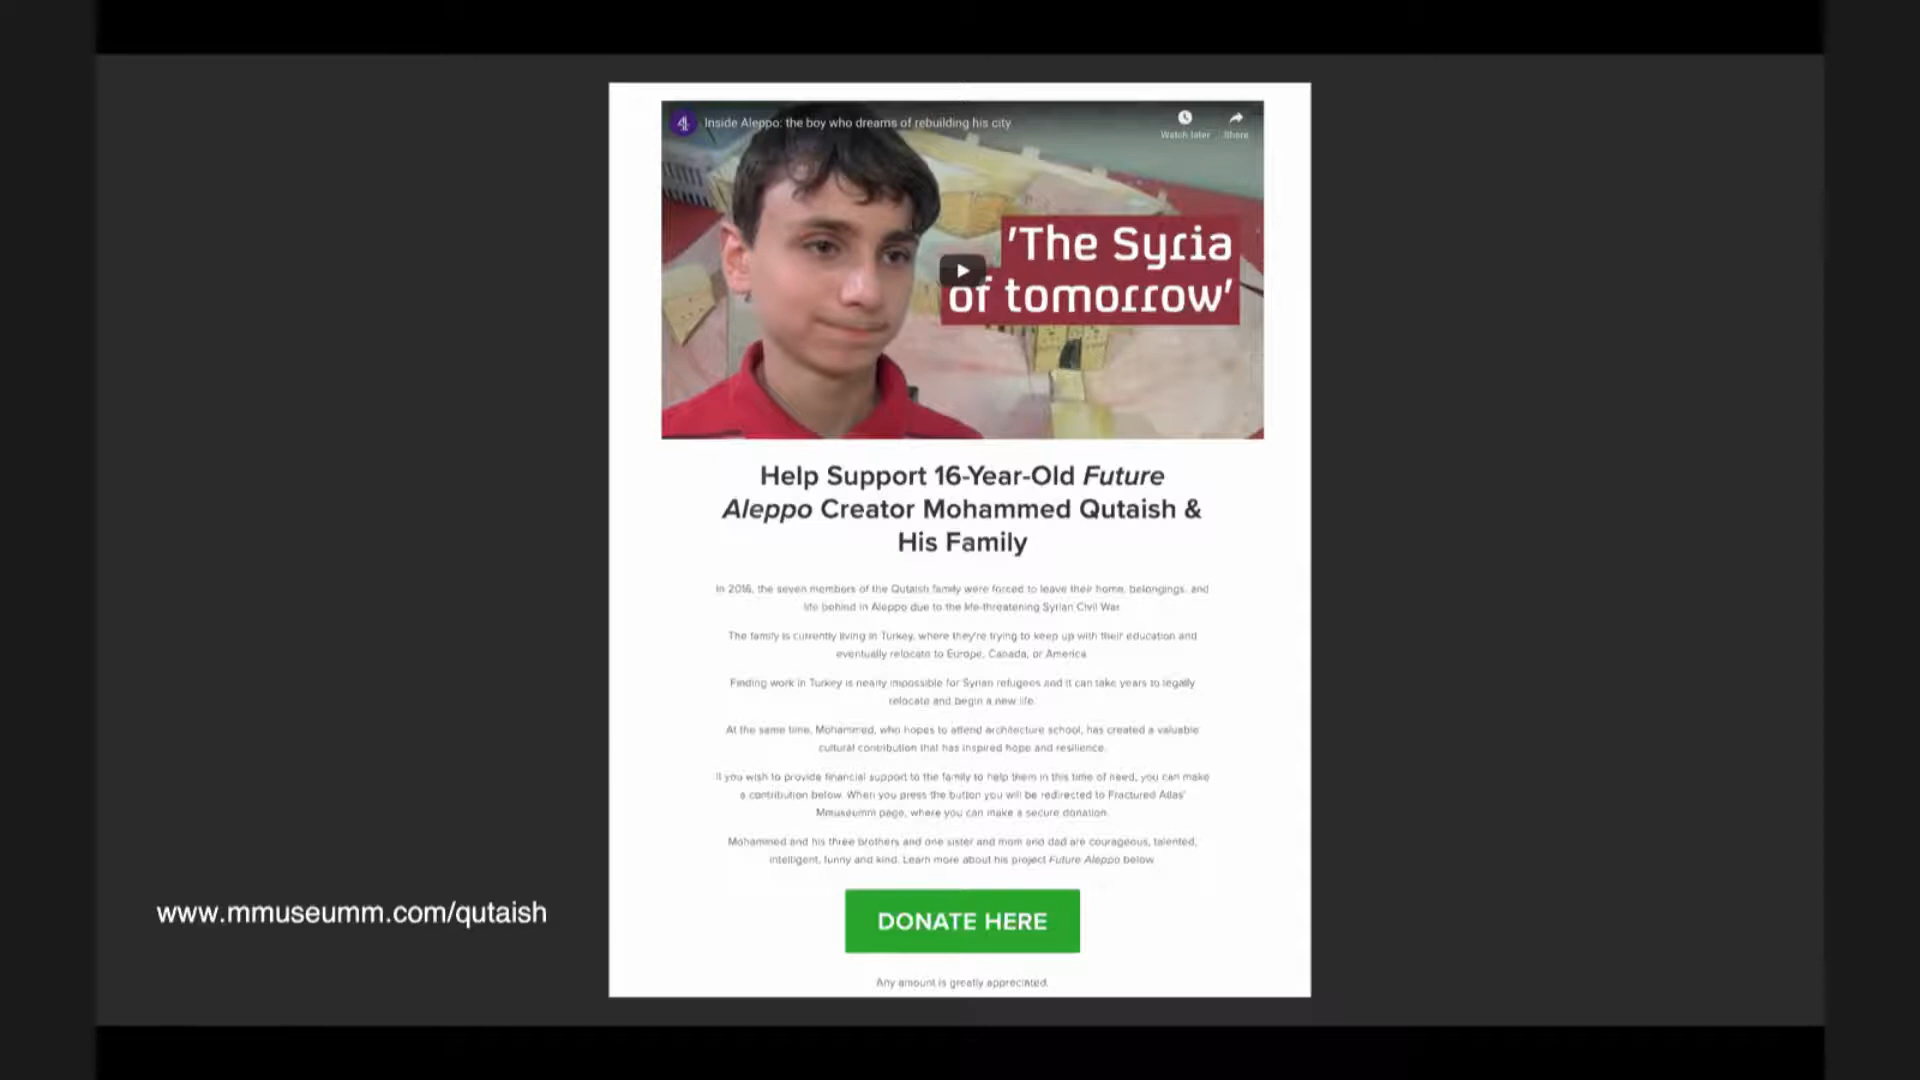 Inside Aleppo: the boy who dreams of rebuilding his city
Watch later
Share
'The Syria
of tomorrow'
Help Support 16-Year-Old Future
Aleppo Creator Mohammed Qutaish &
His Family
In 2016, the seven members of the Qutaish family were forced to leave their home, belongings, and
life behind in Aleppo due to the life-threatening Syrian Civil War.
The family is currently living in Turkey, where they're trying to keep up with their education and
eventually relocate to Europe, Canada, or America.
Finding work in Turkey is nearly impossible for Syrian refugees and it can take years to legally
relocate and begin a new life.
At the same time, Mohammed, who hopes to attend architecture school, has created a valuable
cultural contribution that has inspired hope and resilience.
If you wish to provide financial support to the family to help them in this time of need, you can make
a contribution below. When you press the button you will be redirected to Fractured Atlas'
Mmuseumm page, where you can make a secure donation.
Mohammed and his three brothers and one sister and mom and dad are courageous, talented,
intelligent, funny and kind. Learn more about his project Future Aleppo below
www.mmuseumm.com/qutaish
DONATE HERE
Any amount is greatly appreciated.